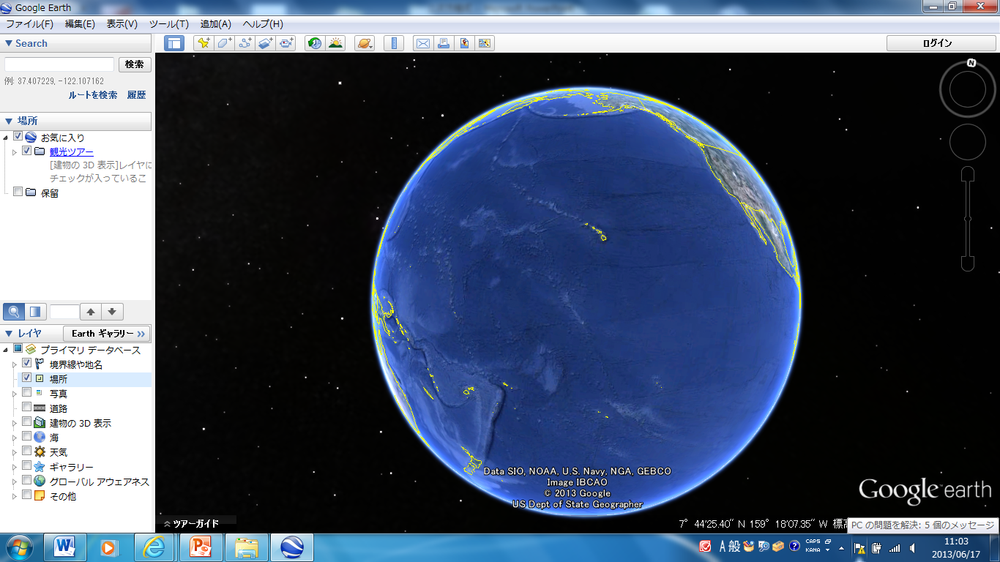 Google Earth
ファイル(F) 編集(E) 表示(V) ツール(T) 追加(A) ヘルプ(H)
Search
検索
例: 37.407229, -122.107162
ルートを検索 履歴
場所
お気に入り
観光ツアー
[建物の 3D 表示]レイヤに
チェックが入っているこ
保留
レイヤ
Earth ギャラリー
プライマリ データベース
境界線や地名
場所
写真
道路
建物の 3D 表示
海
天気
ギャラリー
グローバル アウェアネス
その他
ログイン
N
Data SIO, NOAA, U.S. Navy, NGA, GEBCO
Image IBCAO
© 2013 Google
US Dept of State Geographer
Google earth
ツアーガイド
7° 44'25.40" N 159° 18'07.35" W 標高
PC の問題を解決: 5 個のメッセージ
A 般
CAPS
KANA
11:03
2013/06/17